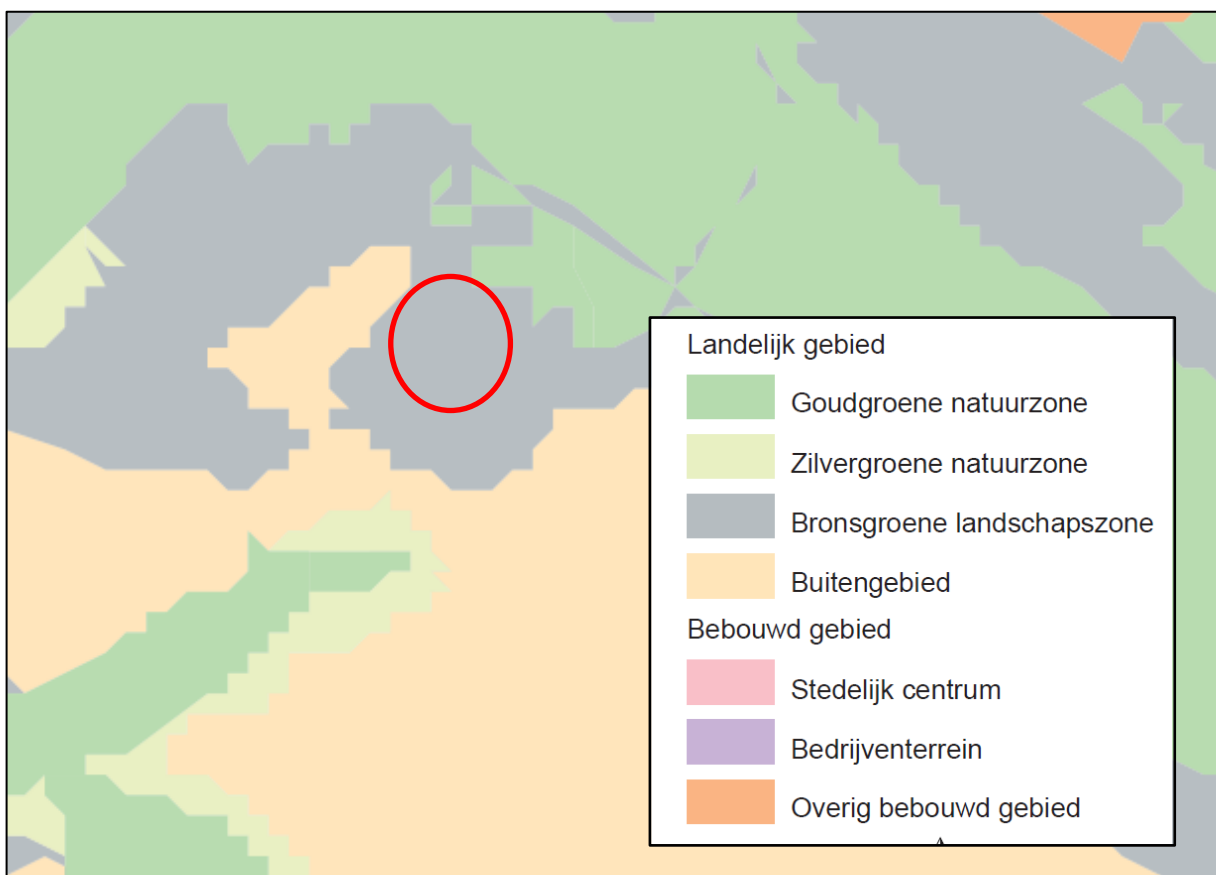 Landelijk gebied
Goudgroene natuurzone
Zilvergroene natuurzone
Bronsgroene landschapszone
Buitengebied
Bebouwd gebied
Stedelijk centrum
Bedrijventerrein
Overig bebouwd gebied